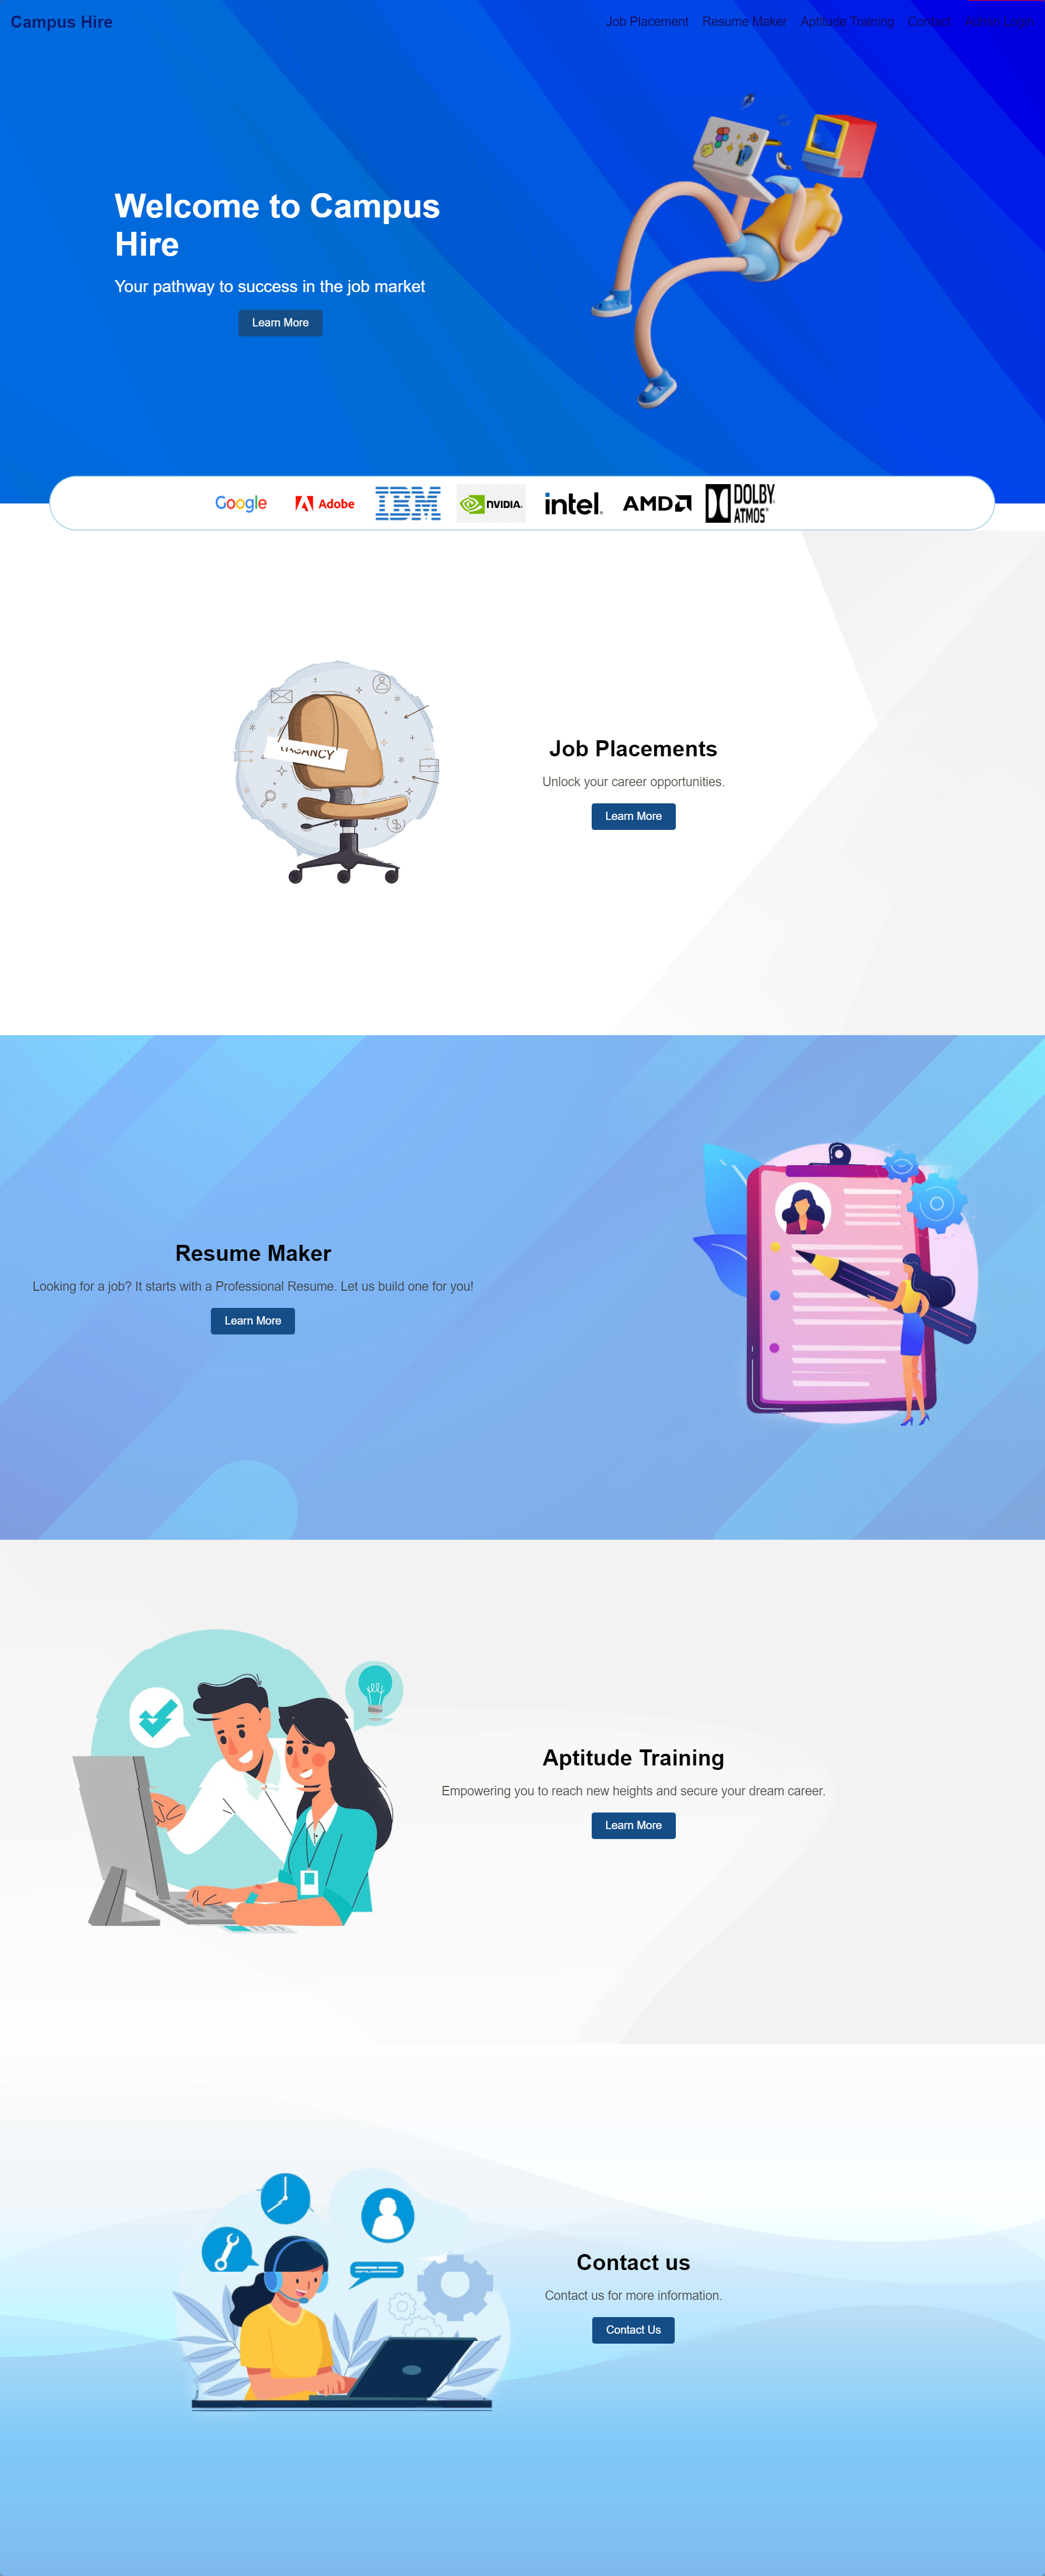 Campus Hire
Job Placement Resume Maker Aptitude Training Contact Admin Login
Welcome to Campus
Hire
Your pathway to success in the job market
Learn More
Google Adobe IBM NVIDIA. intel. AMD DOLBY
ATMOS
VACANCY
Job Placements
Unlock your career opportunities.
Learn More
Resume Maker
Looking for a job? It starts with a Professional Resume. Let us build one for you!
Learn More
Aptitude Training
Empowering you to reach new heights and secure your dream career.
Learn More
Contact us
Contact us for more information.
Contact Us